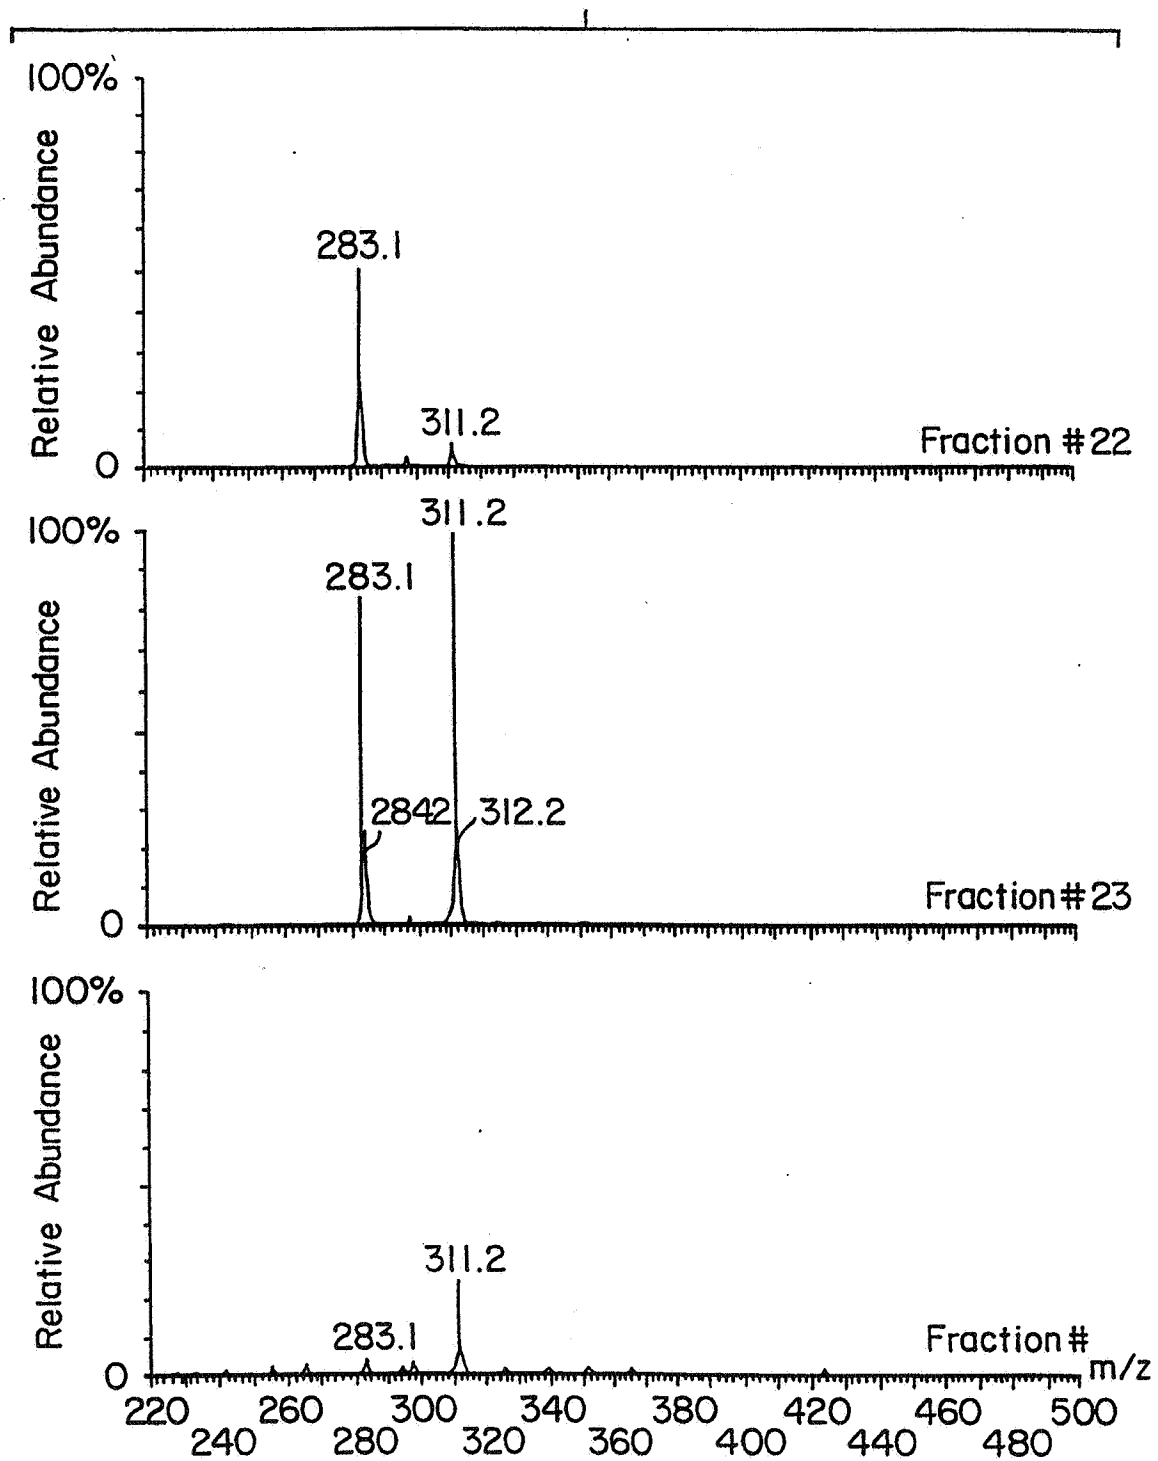 100%
Relative Abundance
283.1
311.2
Fraction #22
0
311.2
100%
283.1
Relative Abundance
2842
312.2
Fraction #23
0
100%
Relative Abundance
311.2
283.1
Fraction #
0
m/z
220 260 300 340 380 420 460 500
240 280 320 360 400 440 480